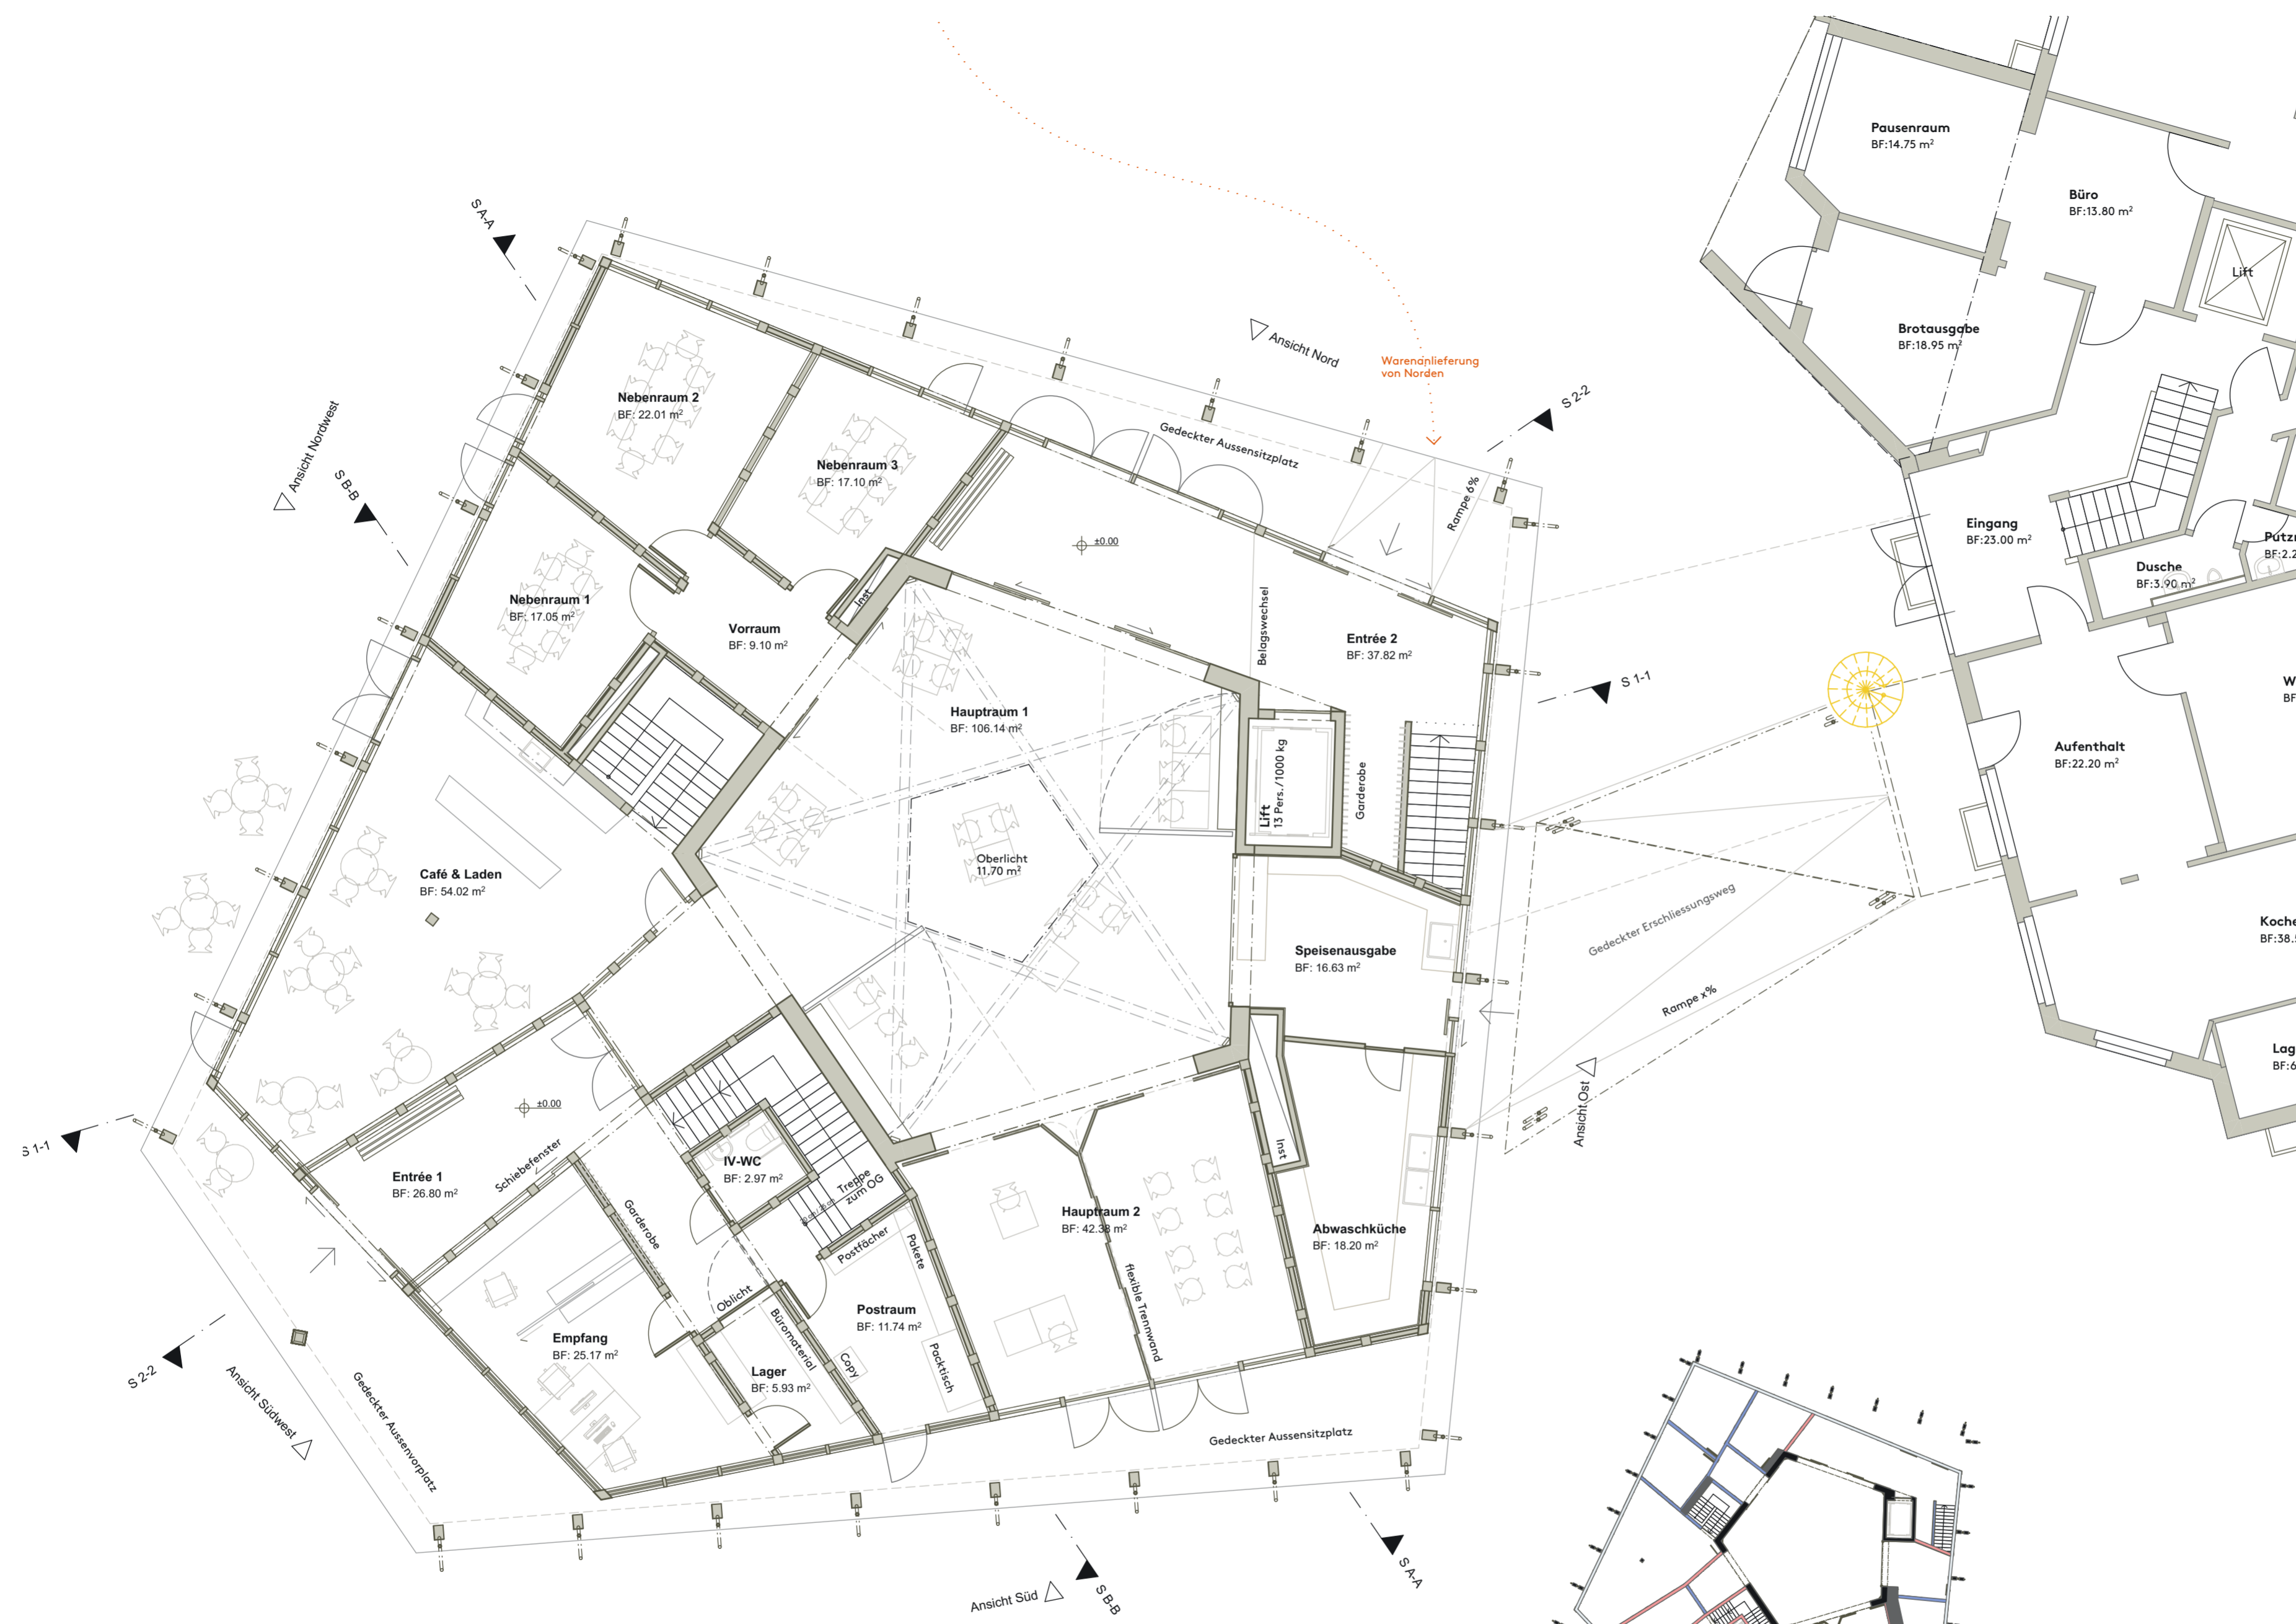 Pausenraum
BF:14.75 m²
Büro
BF:13.80 m²
Lift
Brotausgabe
BF:18.95 m²
Eingang
BF:23.00 m²
Dusche
BF:3.90 m²
Aufenthalt
BF:22.20 m²
S A-A
Ansicht Nordwest
S B-B
Ansicht Nord
Warenanlieferung
von Norden
S 2-2
Gedeckter Aussensitzplatz
Rampe 6%
Nebenraum 2
BF: 22.01 m²
Nebenraum 3
BF: 17.10 m²
±0.00
Nebenraum 1
BF: 17.05 m²
Inst
Vorraum
BF: 9.10 m²
Belagswechsel
Entrée 2
BF: 37.82 m²
S 1-1
Hauptraum 1
BF: 106.14 m²
Lift
13 Pers./1000 kg
Garderobe
Oberlicht
11.70 m²
Café & Laden
BF: 54.02 m²
Speisenausgabe
BF: 16.63 m²
Gedeckter Erschliessungsweg
Rampe x%
Ansicht Ost
±0.00
S 1-1
Entrée 1
BF: 26.80 m²
Schiebefenster
Garderobe
IV-WC
BF: 2.97 m²
Treppe
zum OG
Postfächer
Pakete
Hauptraum 2
BF: 42.38 m²
flexible Trennwand
Inst
Abwaschküche
BF: 18.20 m²
Empfang
BF: 25.17 m²
Oblicht
Büromaterial
Lager
BF: 5.93 m²
Copy
Postraum
BF: 11.74 m²
Packtisch
S 2-2
Ansicht Südwest
Gedeckter Aussenvorplatz
Gedeckter Aussensitzplatz
Ansicht Süd
S B-B
S A-A